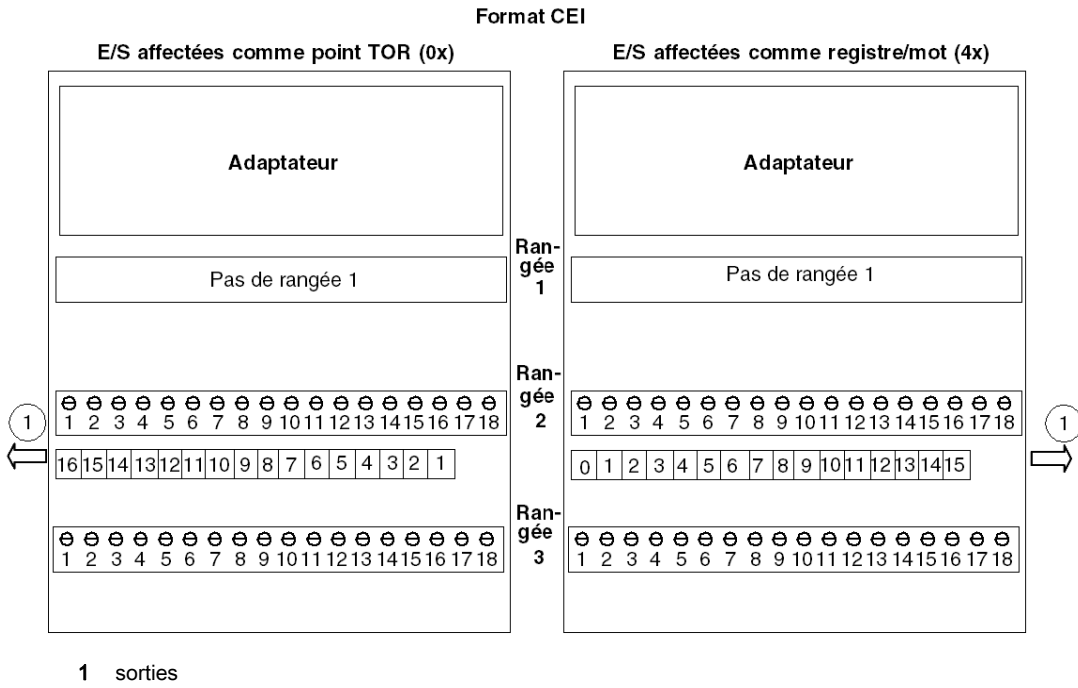 Format CEI
E/S affectées comme point TOR (0x)
E/S affectées comme registre/mot (4x)
Adaptateur
Adaptateur
Ran-
gée
1
Pas de rangée 1
Pas de rangée 1
Ran-
gée
2
1 2 3 4 5 6 7 8 9 10 11 12 13 14 15 16 17 18
1 2 3 4 5 6 7 8 9 10 11 12 13 14 15 16 17 18
1
1
16 15 14 13 12 11 10 9 8 7 6 5 4 3 2 1
0 1 2 3 4 5 6 7 8 9 10 11 12 13 14 15
Ran-
gée
3
1 2 3 4 5 6 7 8 9 10 11 12 13 14 15 16 17 18
1 2 3 4 5 6 7 8 9 10 11 12 13 14 15 16 17 18
1 sorties